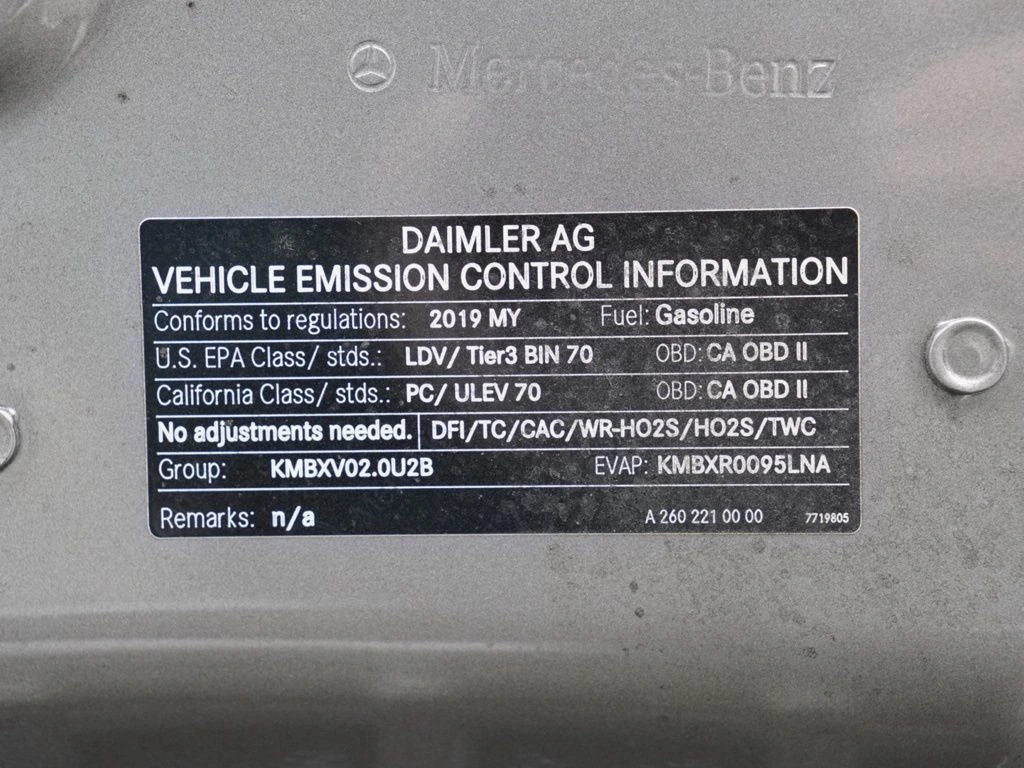 Mercedes-Benz
DAIMLER AG
VEHICLE EMISSION CONTROL INFORMATION
Conforms to regulations: 2019 MY Fuel: Gasoline
U.S. EPA Class/ stds.: LDV/ Tier3 BIN 70 OBD: CA OBD II
California Class/ stds.: PC/ ULEV 70 OBD: CA OBD II
No adjustments needed. DFI/TC/CAC/WR-HO2S/HO2S/TWC
Group: KMBXV02.0U2B EVAP: KMBXR0095LNA
Remarks: n/a A 260 221 00 00 7719805